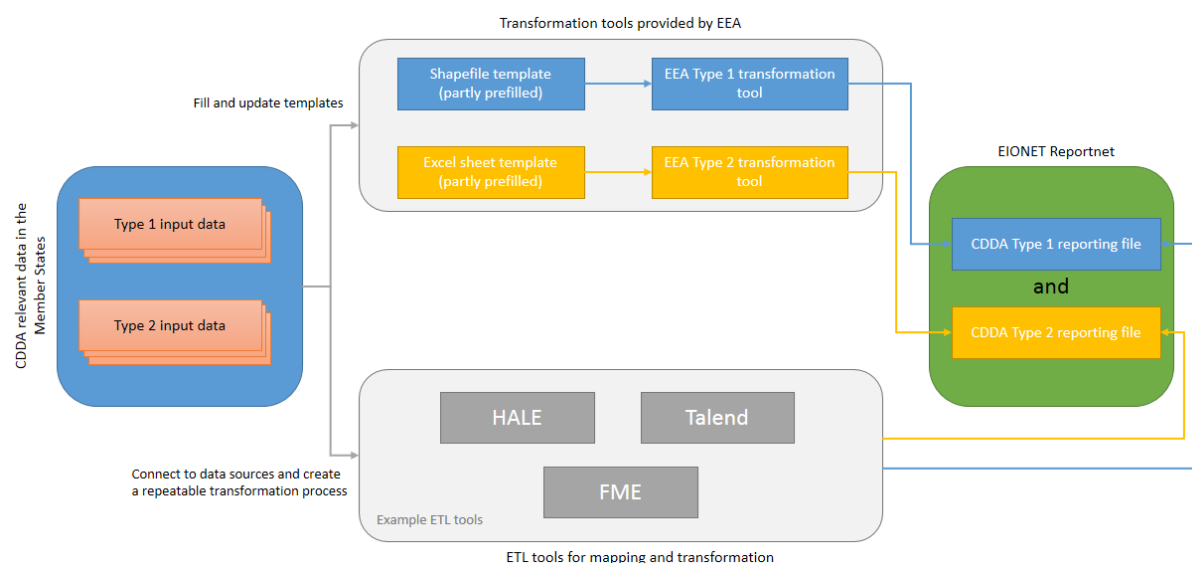 Transformation tools provided by EEA
Shapefile template
(partly prefilled)
EEA Type 1 transformation
tool
Fill and update templates
Excel sheet template
(partly prefilled)
EEA Type 2 transformation
tool
EIONET Reportnet
CDDA relevant data in the
Member States
Type 1 input data
Type 2 input data
CDDA Type 1 reporting file
and
CDDA Type 2 reporting file
HALE
Talend
FME
Connect to data sources and create
a repeatable transformation process
Example ETL tools
ETL tools for mapping and transformation